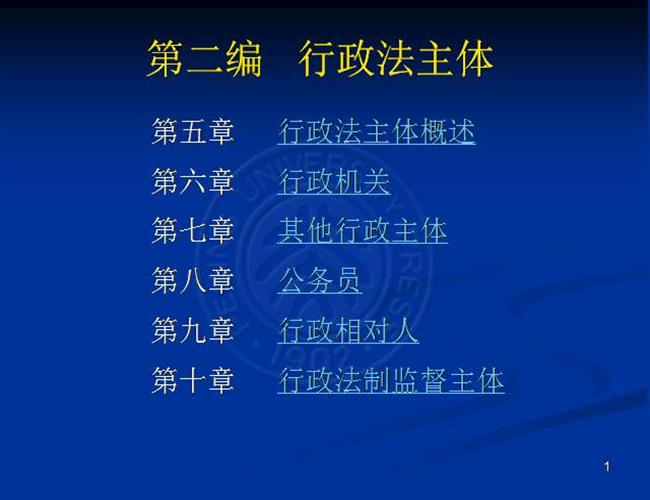 第二编 行政法主体
第五章 行政法主体概述
第六章 行政机关
第七章 其他行政主体
第八章 公务员
第九章 行政相对人
第十章 行政法制监督主体
1902
1